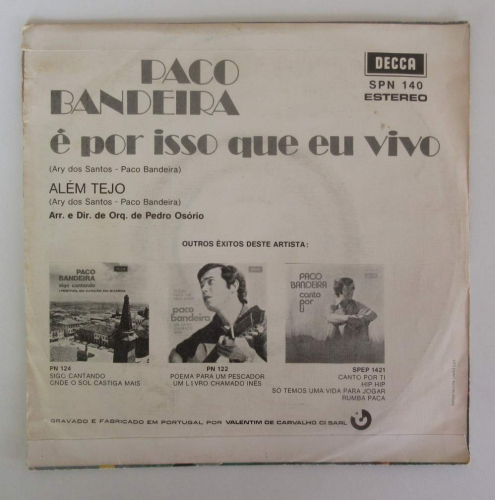 DECCA
SPN 140
ESTEREO
PACO
BANDEIRA
é por isso que eu vivo
(Ary dos Santos - Paco Bandeira)
ALÉM TEJO
(Ary dos Santos - Paco Bandeira)
Arr. e Dir. de Orq. de Pedro Osório
OUTROS ÊXITOS DESTE ARTISTA:
PACO
BANDEIRA
sigo cantando
paco
bandeira
PACO
BANDEIRA
canto
por
ti
PN 124
SIGO CANTANDO
ONDE O SOL CASTIGA MAIS
PN 122
POEMA PARA UM PESCADOR
UM LIVRO CHAMADO INÊS
SPEP 1421
CANTO POR TI
HIP HIP
SÓ TEMOS UMA VIDA PARA JOGAR
RUMBA PACA
GRAVADO E FABRICADO EM PORTUGAL POR VALENTIM DE CARVALHO CI SARL